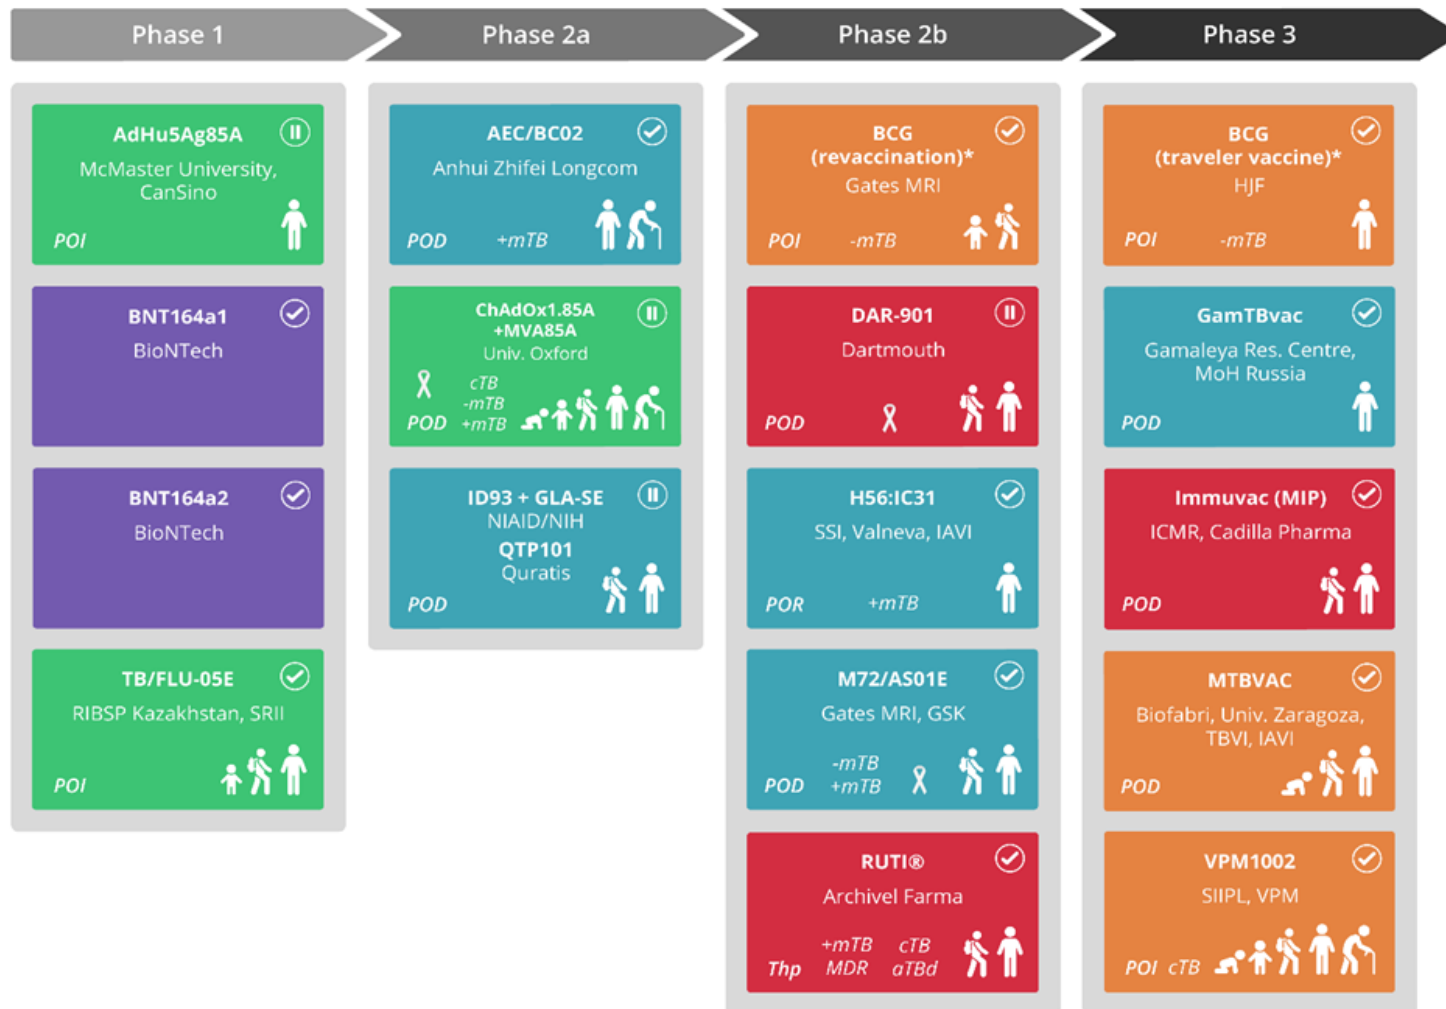 Phase 1
Phase 2a
Phase 2b
Phase 3
AdHu5Ag85A
McMaster University,
CanSino
POI
BNT164a1
BioNTech
BNT164a2
BioNTech
TB/FLU-05E
RIBSP Kazakhstan, SRII
POI
AEC/BC02
Anhui Zhifei Longcom
POD +mTB
ChAdOx1.85A
+MVA85A
Univ. Oxford
cTB
-mTB
POD +mTB
ID93 + GLA-SE
NIAID/NIH
QTP101
Quratis
POD
BCG
(revaccination)*
Gates MRI
POI -mTB
DAR-901
Dartmouth
POD
H56:IC31
SSI, Valneva, IAVI
POR +mTB
M72/AS01E
Gates MRI, GSK
-mTB
POD +mTB
RUTI®
Archivel Farma
+mTB cTB
Thp MDR aTBd
BCG
(traveler vaccine)*
HJF
POI -mTB
GamTBvac
Gamaleya Res. Centre,
MoH Russia
POD
Immuvac (MIP)
ICMR, Cadilla Pharma
POD
MTBVAC
Biofabri, Univ. Zaragoza,
TBVI, IAVI
POD
VPM1002
SIIPL, VPM
POI cTB